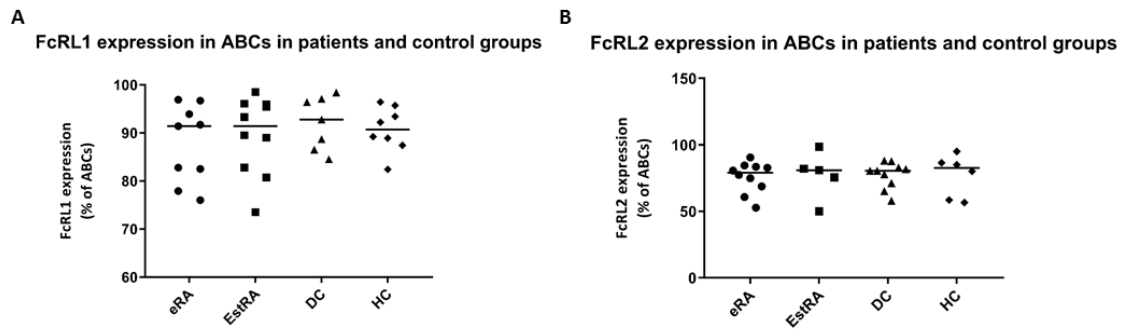 A
FcRL1 expression in ABCs in patients and control groups
FcRL1 expression
(% of ABCs)
100
90
80
70
60
eRA
EstRA
DC
HC
B
FcRL2 expression in ABCs in patients and control groups
FcRL2 expression
(% of ABCs)
150
100
50
0
eRA
EstRA
DC
HC